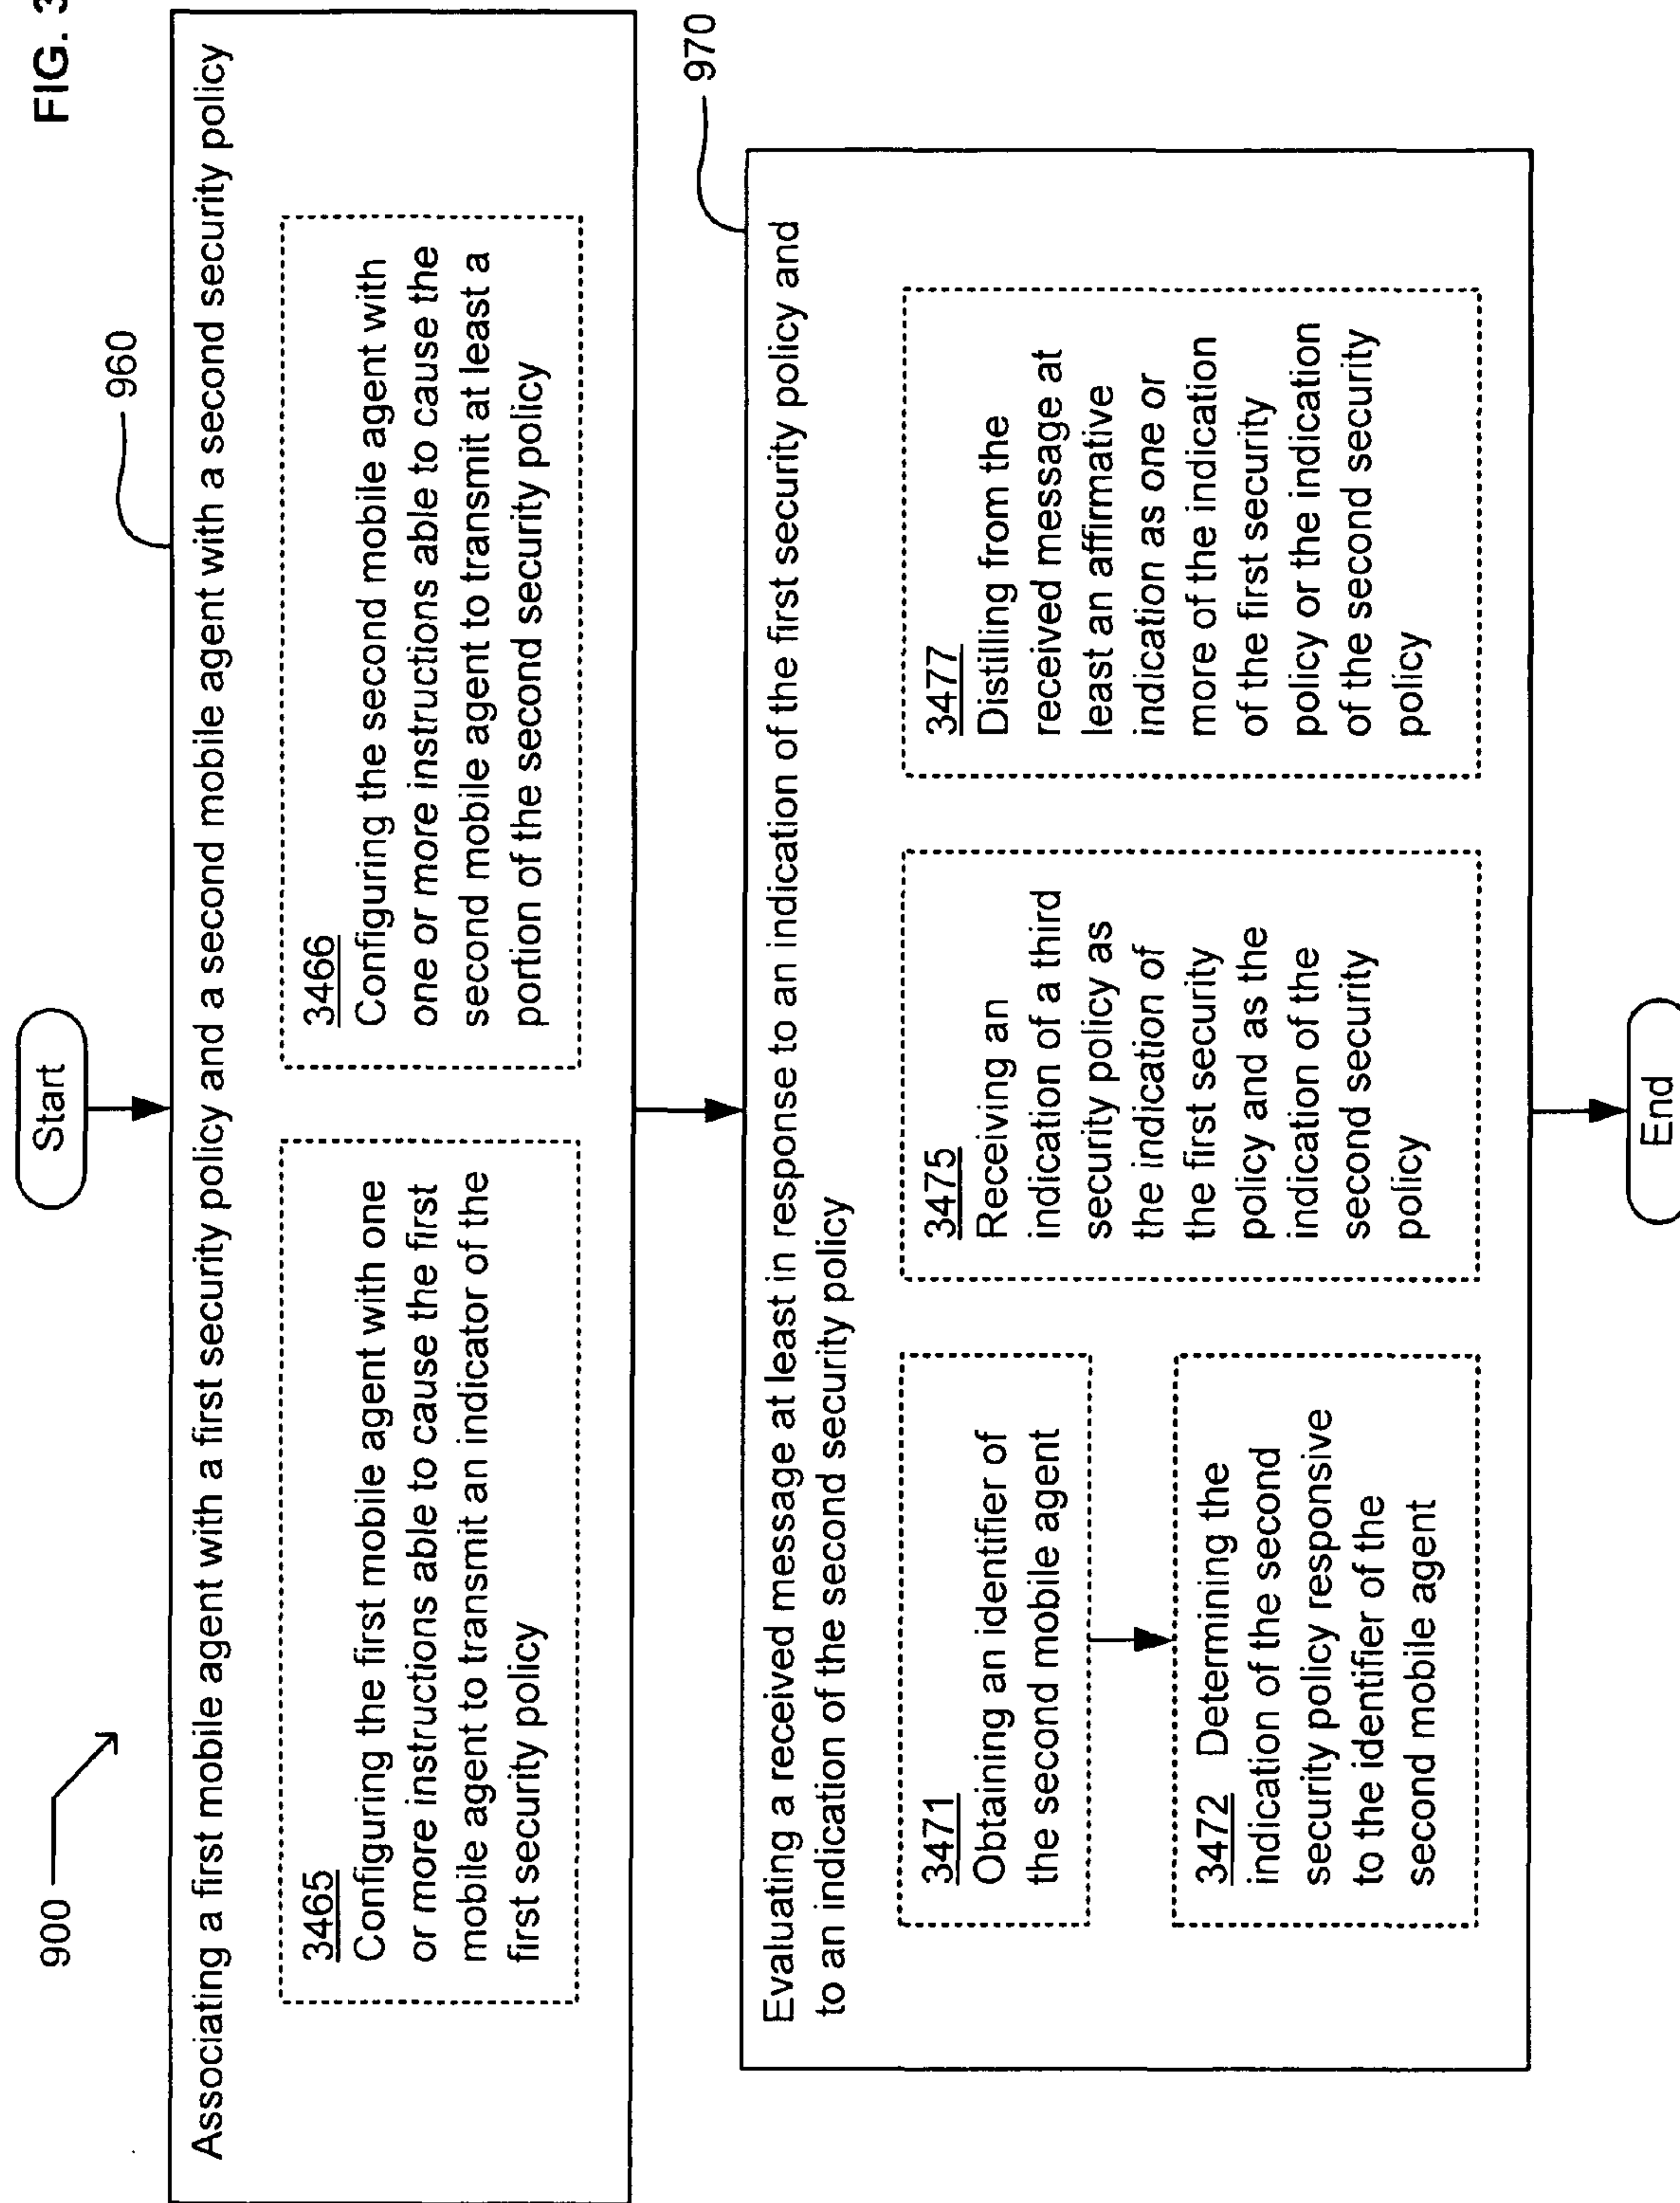 FIG. 3
900
Start
960
Associating a first mobile agent with a first security policy and a second mobile agent with a second security policy
3465
Configuring the first mobile agent with one
or more instructions able to cause the first
mobile agent to transmit an indicator of the
first security policy
3466
Configuring the second mobile agent with
one or more instructions able to cause the
second mobile agent to transmit at least a
portion of the second security policy
970
Evaluating a received message at least in response to an indication of the first security policy and
to an indication of the second security policy
3471
Obtaining an identifier of
the second mobile agent
3472 Determining the
indication of the second
security policy responsive
to the identifier of the
second mobile agent
3475
Receiving an
indication of a third
security policy as
the indication of
the first security
policy and as the
indication of the
second security
policy
3477
Distilling from the
received message at
least an affirmative
indication as one or
more of the indication
of the first security
policy or the indication
of the second security
policy
End